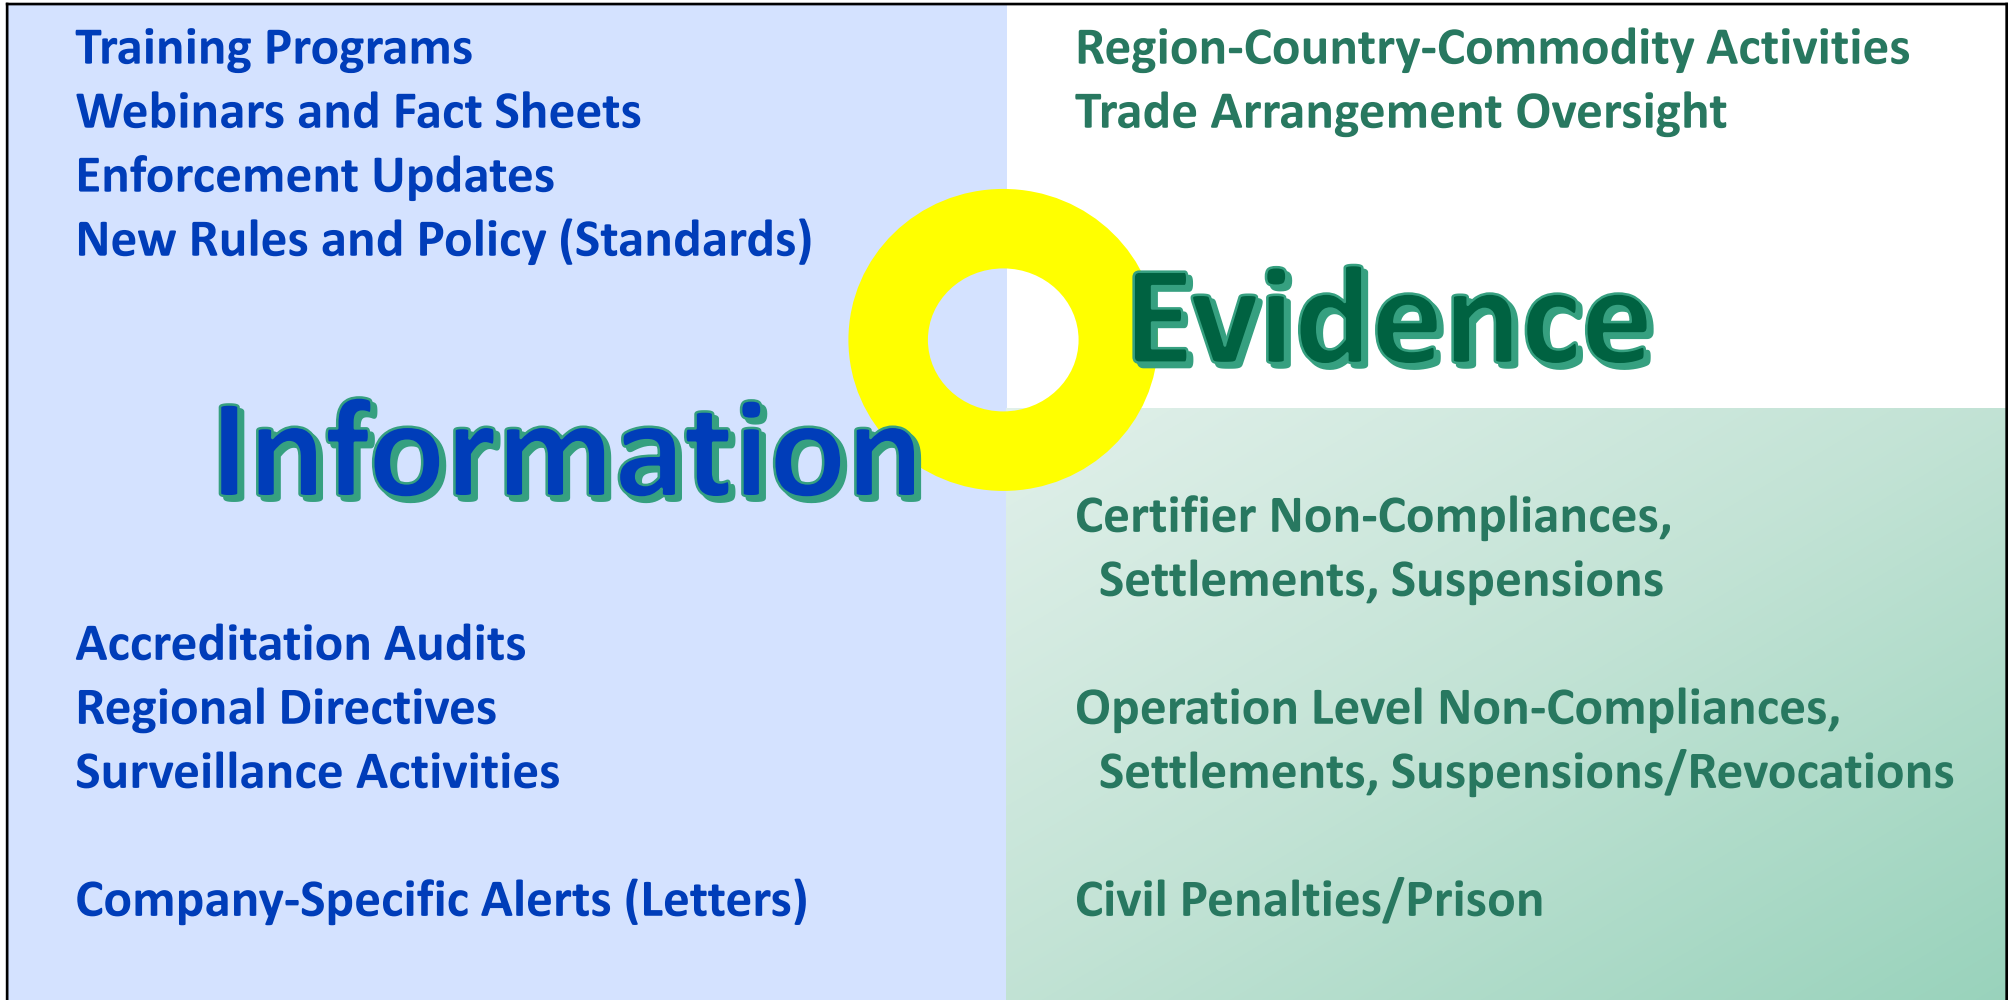 Training Programs
Webinars and Fact Sheets
Enforcement Updates
New Rules and Policy (Standards)
Information
Accreditation Audits
Regional Directives
Surveillance Activities
Company-Specific Alerts (Letters)
Region-Country-Commodity Activities
Trade Arrangement Oversight
Evidence
Certifier Non-Compliances,
Settlements, Suspensions
Operation Level Non-Compliances,
Settlements, Suspensions/Revocations
Civil Penalties/Prison